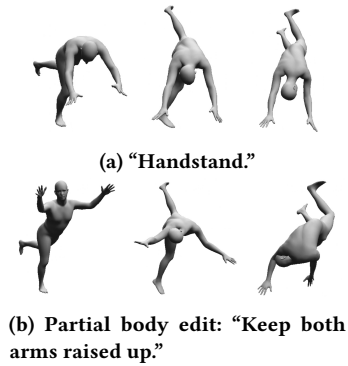 (a) “Handstand.”
(b) Partial body edit: “Keep both
arms raised up.”